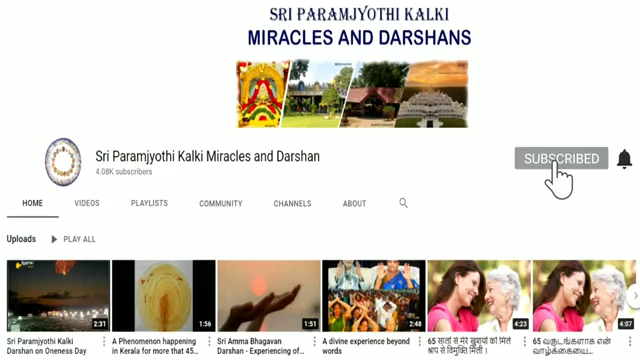 SRI PARAMJYOTHI KALKI
MIRACLES AND DARSHANS
Sri Paramjyothi Kalki Miracles and Darshan
4.08K subscribers
SUBSCRIBED
HOME
VIDEOS
PLAYLISTS
COMMUNITY
CHANNELS
ABOUT
Uploads
PLAY ALL
2:31
1:56
1:51
2:48
4:23
4:07
Sri Paramjyothi Kalki
Darshan on Oneness Day
A Phenomenon happening
in Kerala for more that 45...
Sri Amma Bhagavan
Darshan - Experiencing of...
A divine experience beyond
words
65 सालों से मेरे खुशियों को मिले
श्राप से विमुक्ति मिली ।
65 வருடங்களாக என்
வாழ்க்கையை...